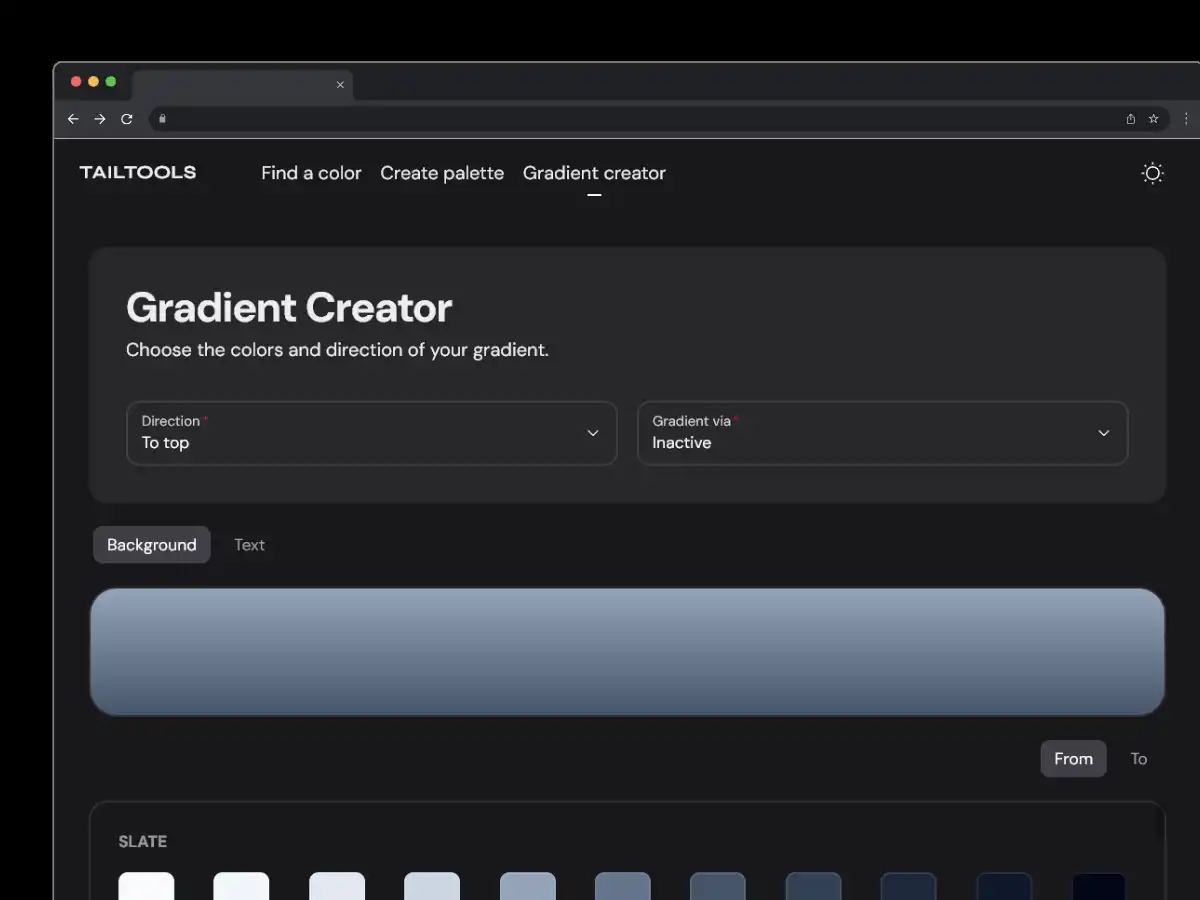 TAILTOOLS
Find a color Create palette Gradient creator
Gradient Creator
Choose the colors and direction of your gradient.
Direction *
To top
Gradient via *
Inactive
Background Text
From To
SLATE